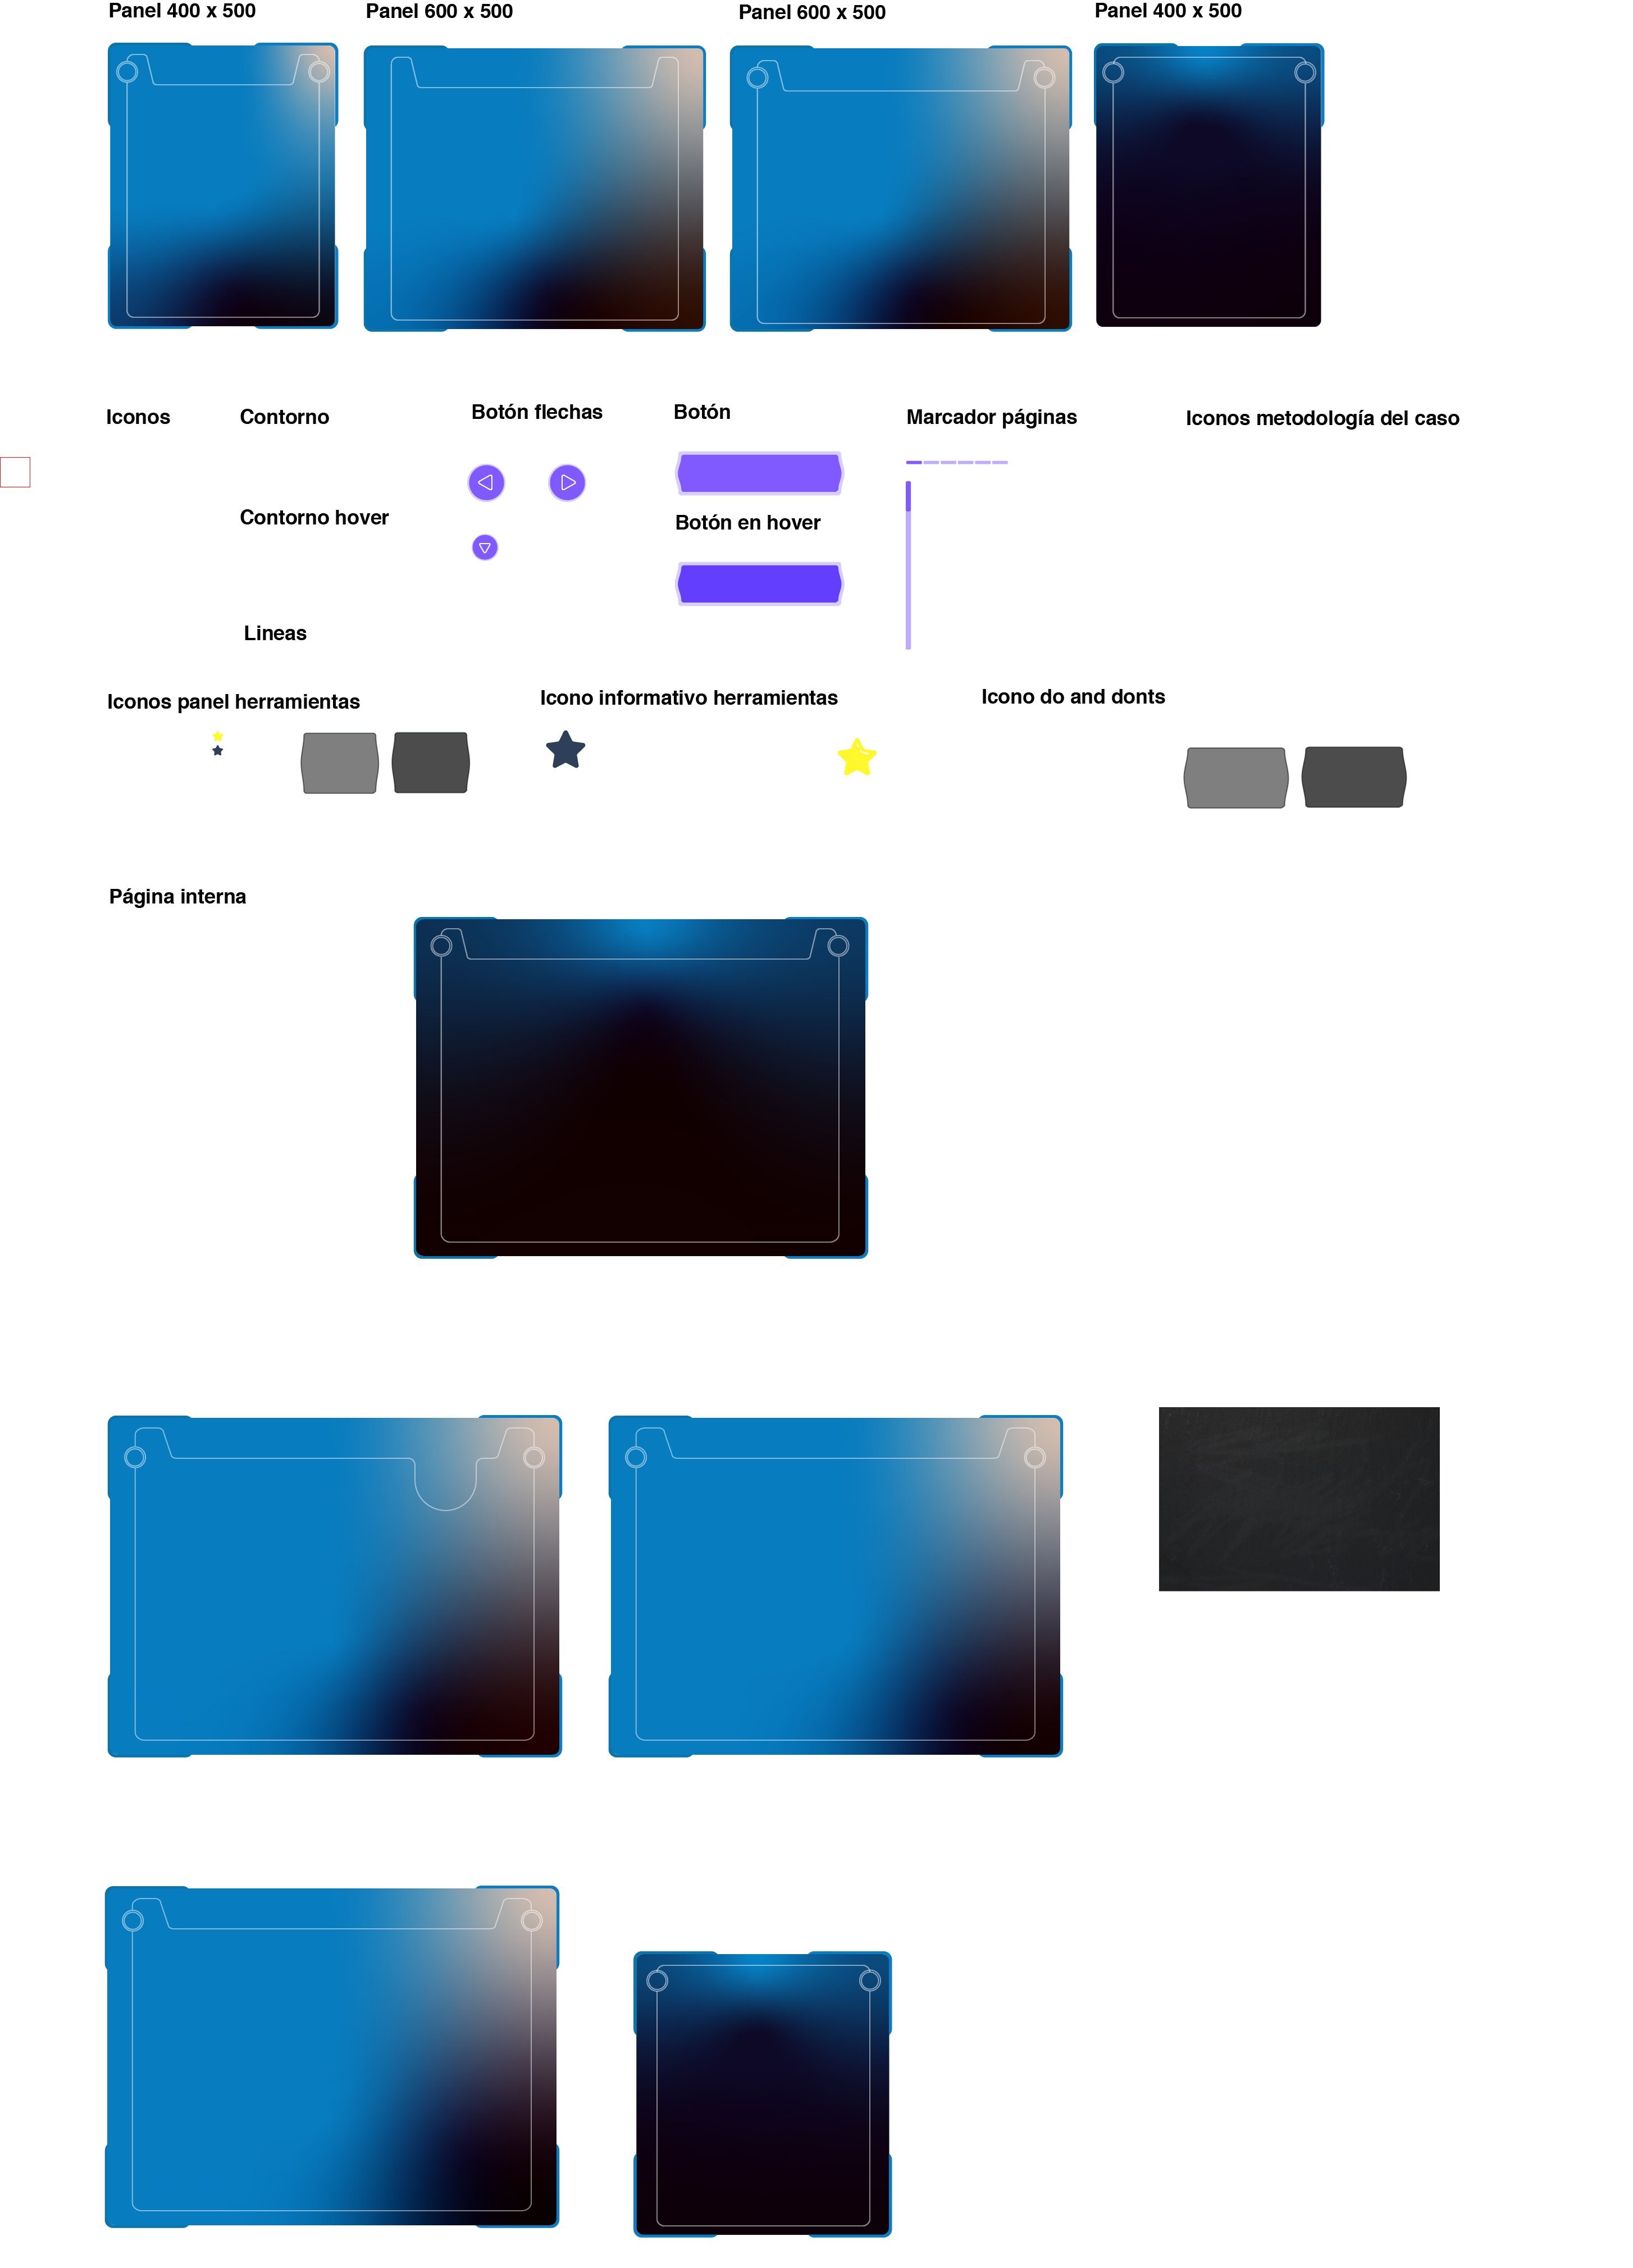 Panel 400 x 500
Panel 600 x 500
Panel 600 x 500
Panel 400 x 500
Iconos
Contorno
Botón flechas
Botón
Marcador páginas
Iconos metodología del caso
Contorno hover
Botón en hover
Lineas
Iconos panel herramientas
Icono informativo herramientas
Icono do and donts
Página interna